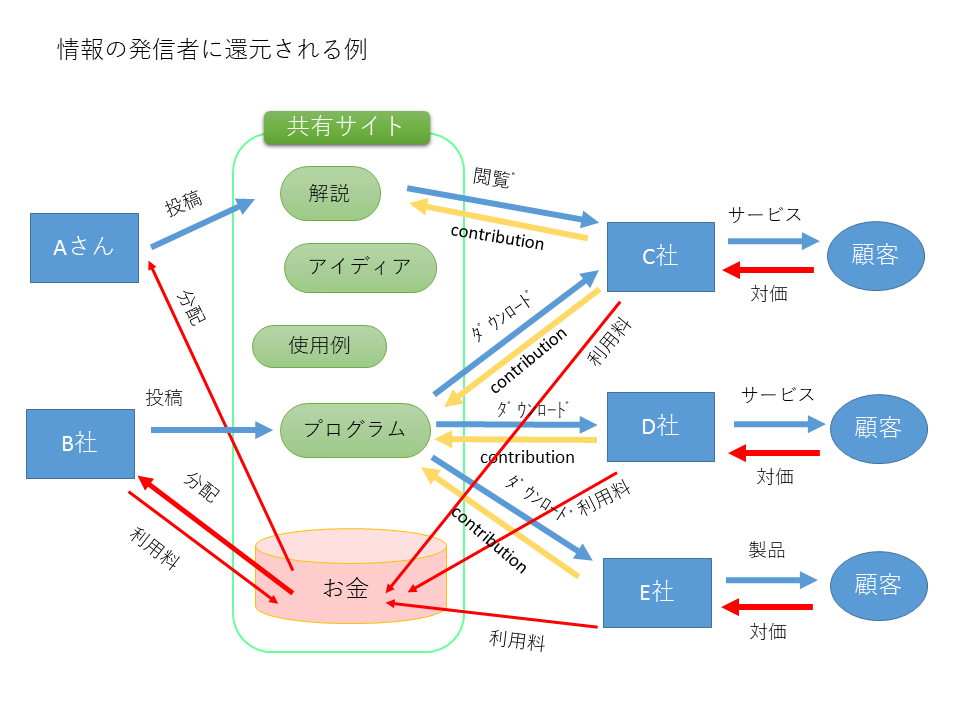 情報の発信者に還元される例
共有サイト
解説
閲覧
投稿
サービス
Aさん
contribution
C社
顧客
アイディア
対価
分配
ﾀﾞｳﾝﾛｰﾄﾞ
利用料
使用例
contribution
投稿
ﾀﾞｳﾝﾛｰﾄﾞ
サービス
B社
プログラム
D社
顧客
contribution
対価
分配
ﾀﾞｳﾝﾛｰﾄﾞ
利用料
利用料
contribution
製品
お金
E社
顧客
利用料
対価